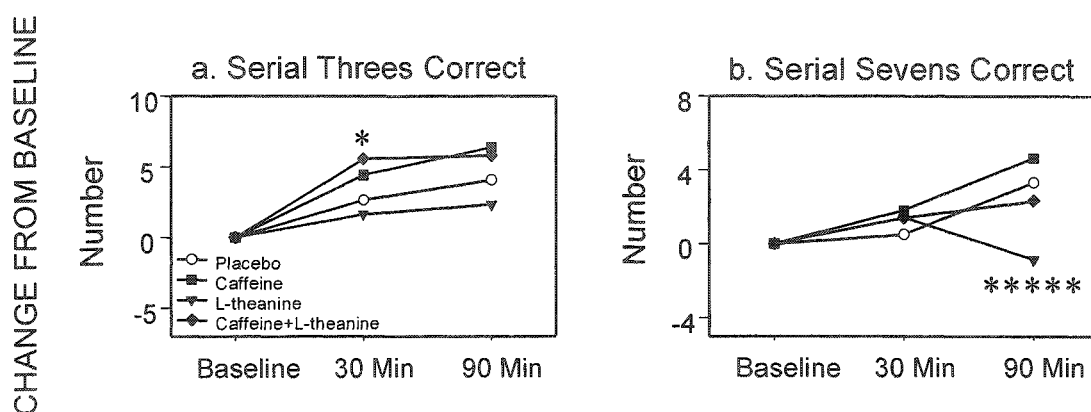 CHANGE FROM BASELINE
a. Serial Threes Correct
Number
10
5
0
-5
*
Placebo
Caffeine
L-theanine
Caffeine+L-theanine
Baseline 30 Min 90 Min
b. Serial Sevens Correct
Number
8
4
0
-4
*****
Baseline 30 Min 90 Min